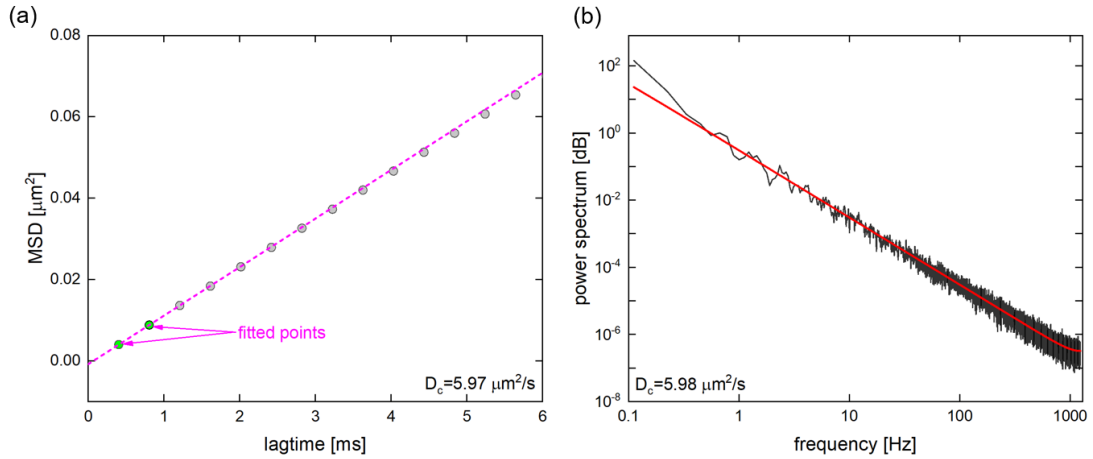 (a)
0.08
0.06
0.04
0.02
0.00
MSD [μm²]
fitted points
D_c=5.97 μm²/s
0 1 2 3 4 5 6
lagtime [ms]
(b)
10²
10⁰
10⁻²
10⁻⁴
10⁻⁶
10⁻⁸
power spectrum [dB]
D_c=5.98 μm²/s
0.1 1 10 100 1000
frequency [Hz]